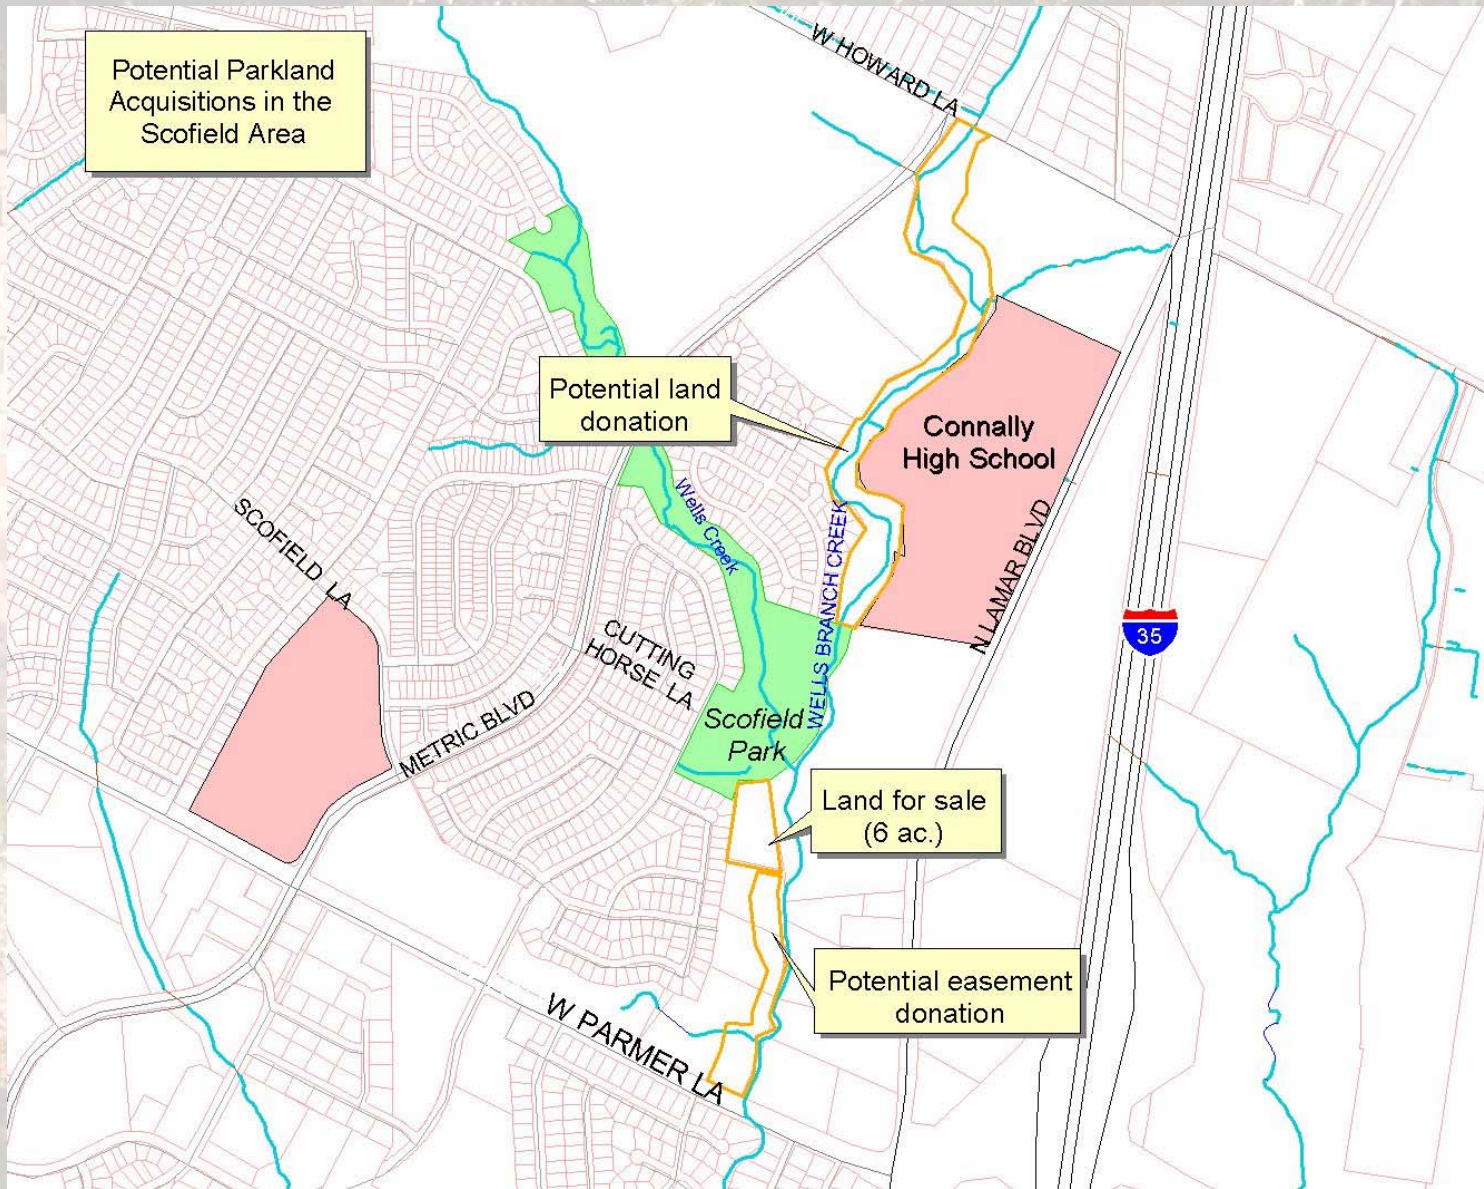 Potential Parkland
Acquisitions in the
Scofield Area
W HOWARD LA
Potential land
donation
Connally
High School
Wells Creek
SCOFIELD LA
WELLS BRANCH CREEK
N LAMAR BLVD
35
CUTTING
HORSE LA
METRIC BLVD
Scofield
Park
Land for sale
(6 ac.)
Potential easement
donation
W PARMER LA